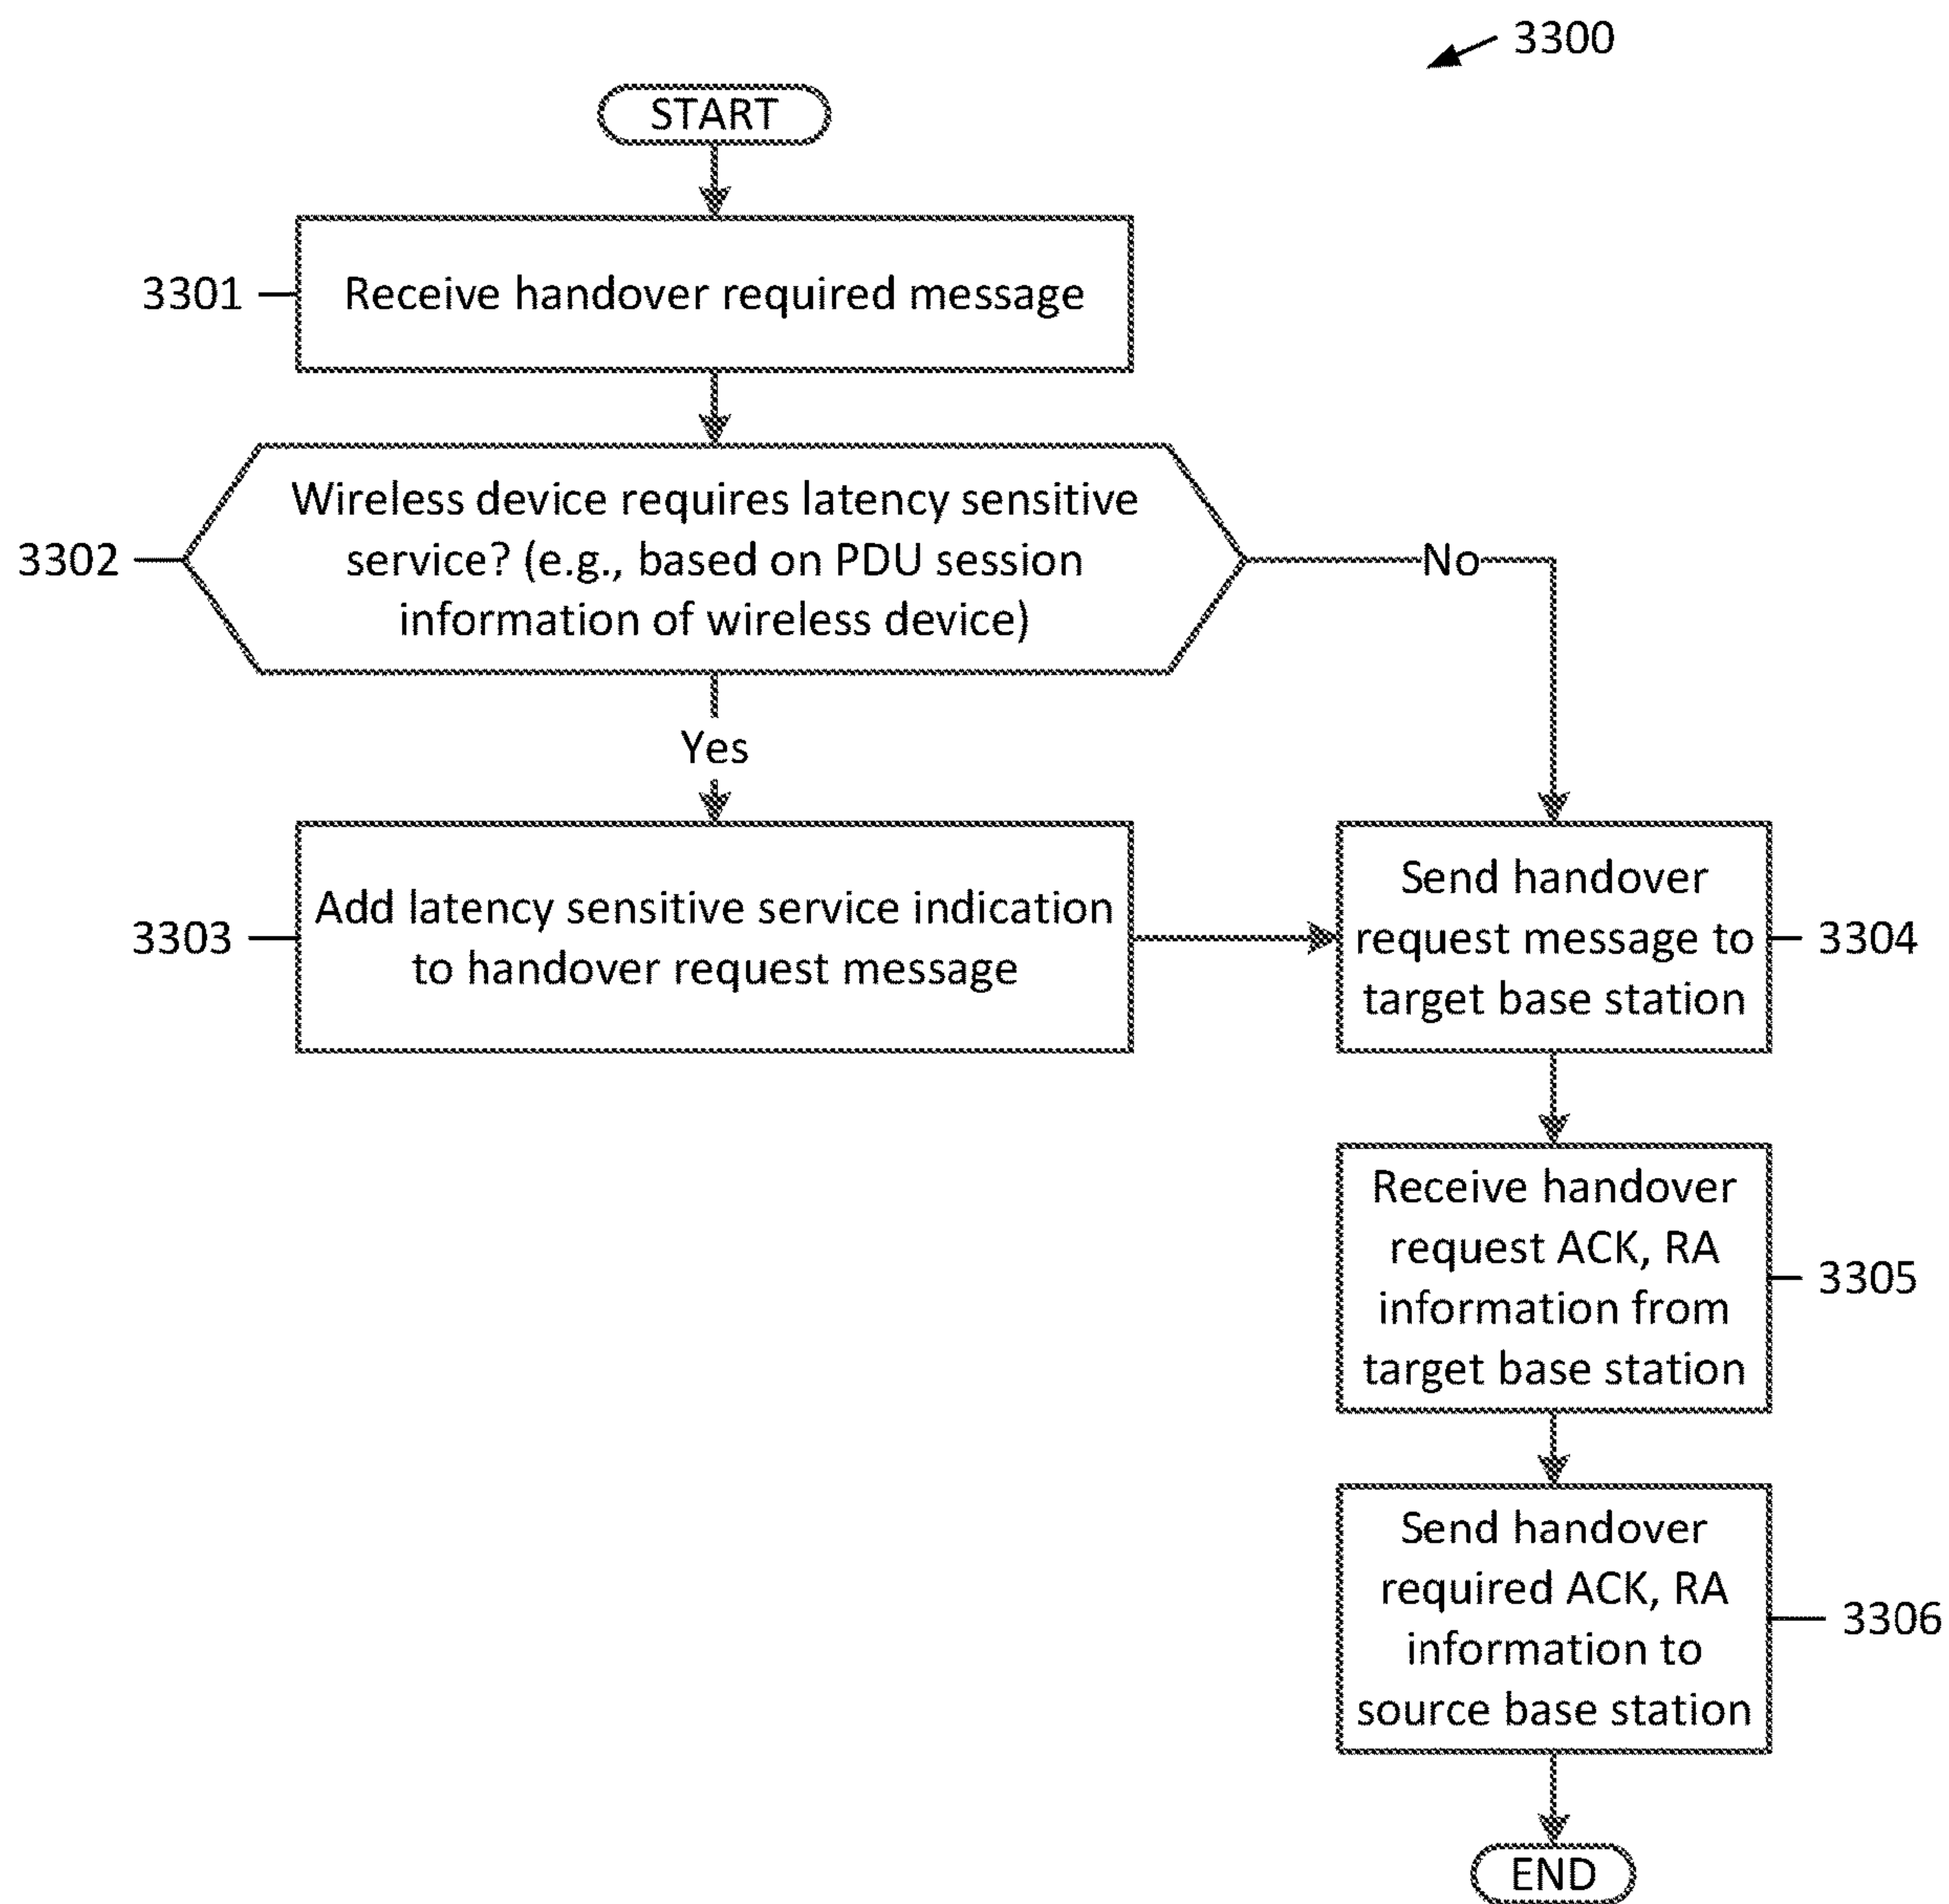 3300
START
3301
Receive handover required message
Wireless device requires latency sensitive
3302
service? (e.g., based on PDU session
information of wireless device)
No
Yes
3303
Add latency sensitive service indication
to handover request message
Send handover
request message to
target base station
3304
Receive handover
request ACK, RA
information from
target base station
3305
Send handover
required ACK, RA
information to
source base station
3306
END